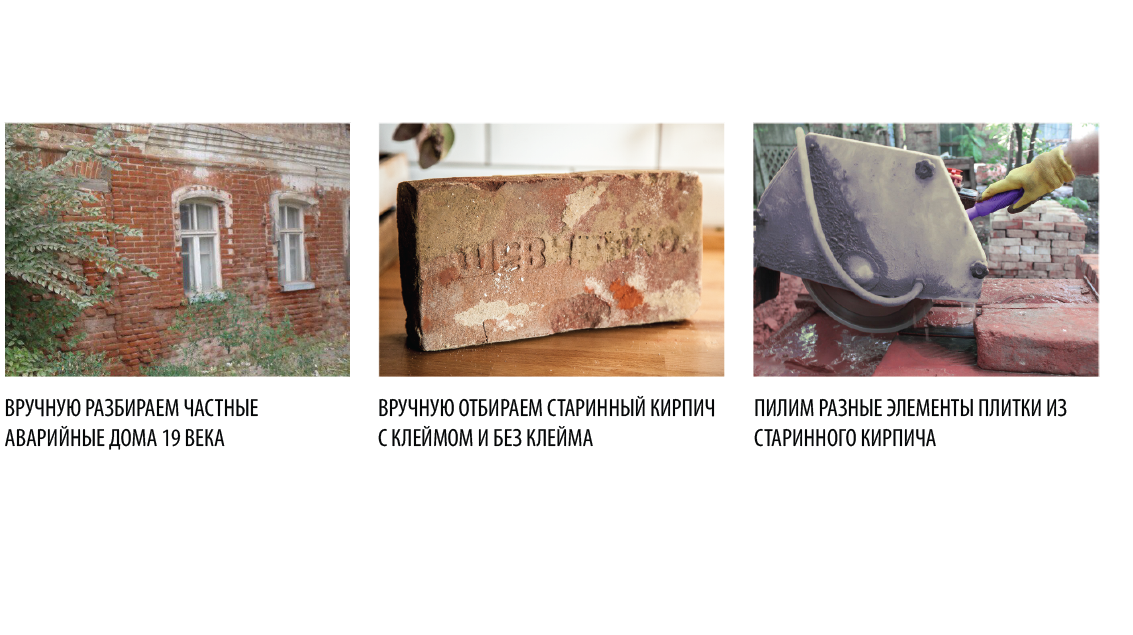 ШЕВЧЕНКО.
ВРУЧНУЮ РАЗБИРАЕМ ЧАСТНЫЕ
АВАРИЙНЫЕ ДОМА 19 ВЕКА
ВРУЧНУЮ ОТБИРАЕМ СТАРИННЫЙ КИРПИЧ
С КЛЕЙМОМ И БЕЗ КЛЕЙМА
ПИЛИМ РАЗНЫЕ ЭЛЕМЕНТЫ ПЛИТКИ ИЗ
СТАРИННОГО КИРПИЧА